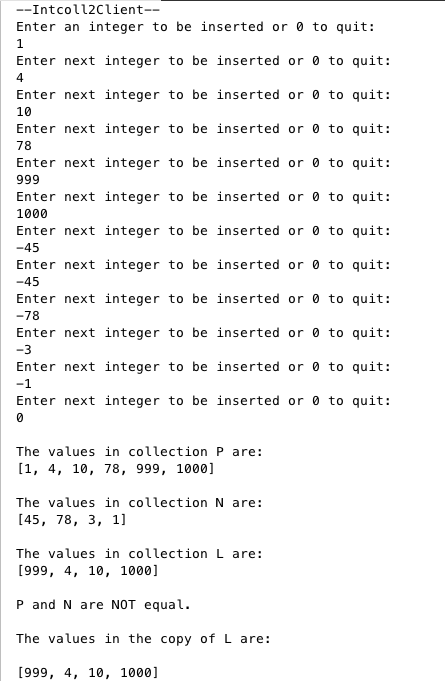 --Intcoll2Client--
Enter an integer to be inserted or 0 to quit:
1
Enter next integer to be inserted or 0 to quit:
4
Enter next integer to be inserted or 0 to quit:
10
Enter next integer to be inserted or 0 to quit:
78
Enter next integer to be inserted or 0 to quit:
999
Enter next integer to be inserted or 0 to quit:
1000
Enter next integer to be inserted or 0 to quit:
-45
Enter next integer to be inserted or 0 to quit:
-45
Enter next integer to be inserted or 0 to quit:
-78
Enter next integer to be inserted or 0 to quit:
-3
Enter next integer to be inserted or 0 to quit:
-1
Enter next integer to be inserted or 0 to quit:
0
The values in collection P are:
[1, 4, 10, 78, 999, 1000]
The values in collection N are:
[45, 78, 3, 1]
The values in collection L are:
[999, 4, 10, 1000]
P and N are NOT equal.
The values in the copy of L are:
[999, 4, 10, 1000]